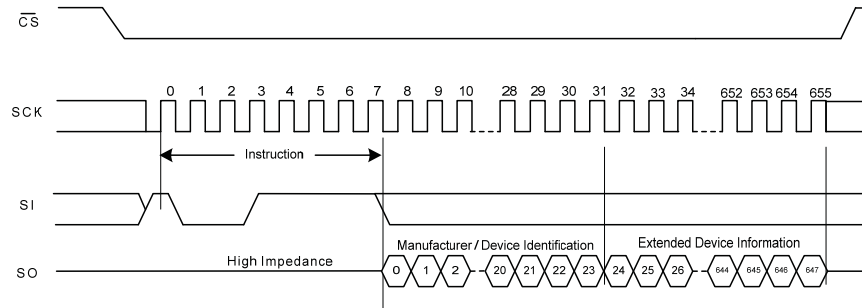 CS
SCK
0 1 2 3 4 5 6 7 8 9 10 28 29 30 31 32 33 34 652 653 654 655
Instruction
SI
Manufacturer / Device Identification
Extended Device Information
High Impedance
SO
0 1 2 20 21 22 23 24 25 26 644 645 646 647